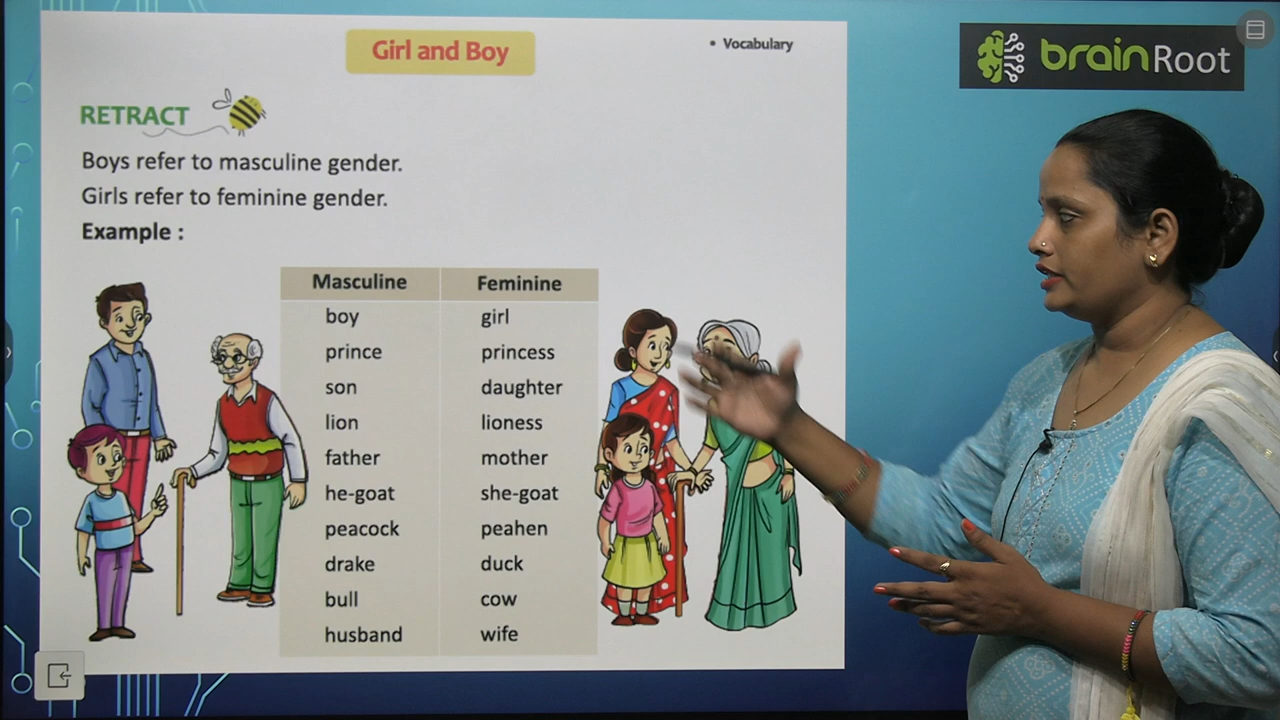 Girl and Boy
• Vocabulary
brainRoot
RETRACT
Boys refer to masculine gender.
Girls refer to feminine gender.
Example :
Masculine Feminine
boy girl
prince princess
son daughter
lion lioness
father mother
he-goat she-goat
peacock peahen
drake duck
bull cow
husband wife